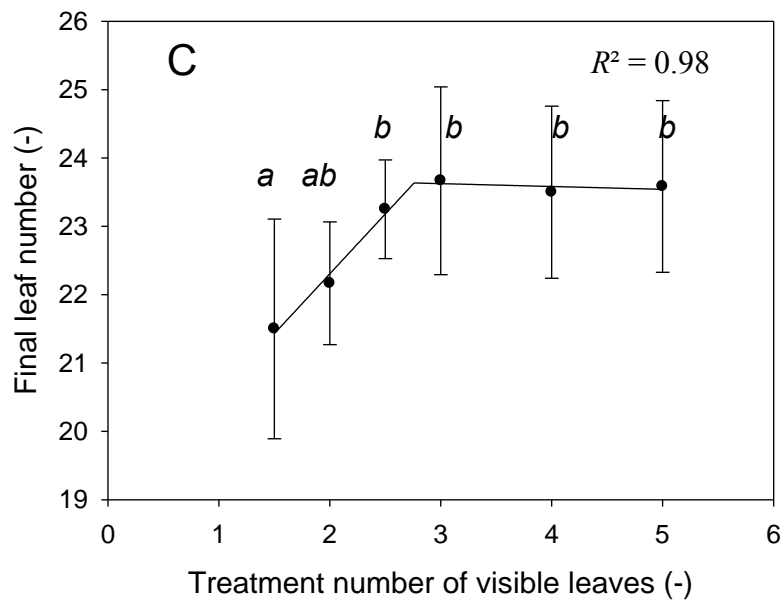 C
R² = 0.98
a ab b b b b
Final leaf number (-)
26
25
24
23
22
21
20
19
0 1 2 3 4 5 6
Treatment number of visible leaves (-)